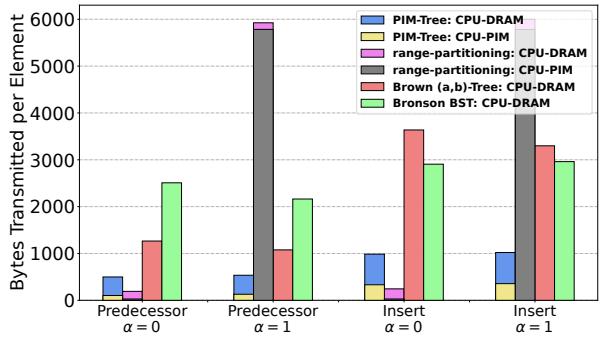 Bytes Transmitted per Element
6000
5000
4000
3000
2000
1000
0
PIM-Tree: CPU-DRAM
PIM-Tree: CPU-PIM
range-partitioning: CPU-DRAM
range-partitioning: CPU-PIM
Brown (a,b)-Tree: CPU-DRAM
Bronson BST: CPU-DRAM
Predecessor
α = 0
Predecessor
α = 1
Insert
α = 0
Insert
α = 1